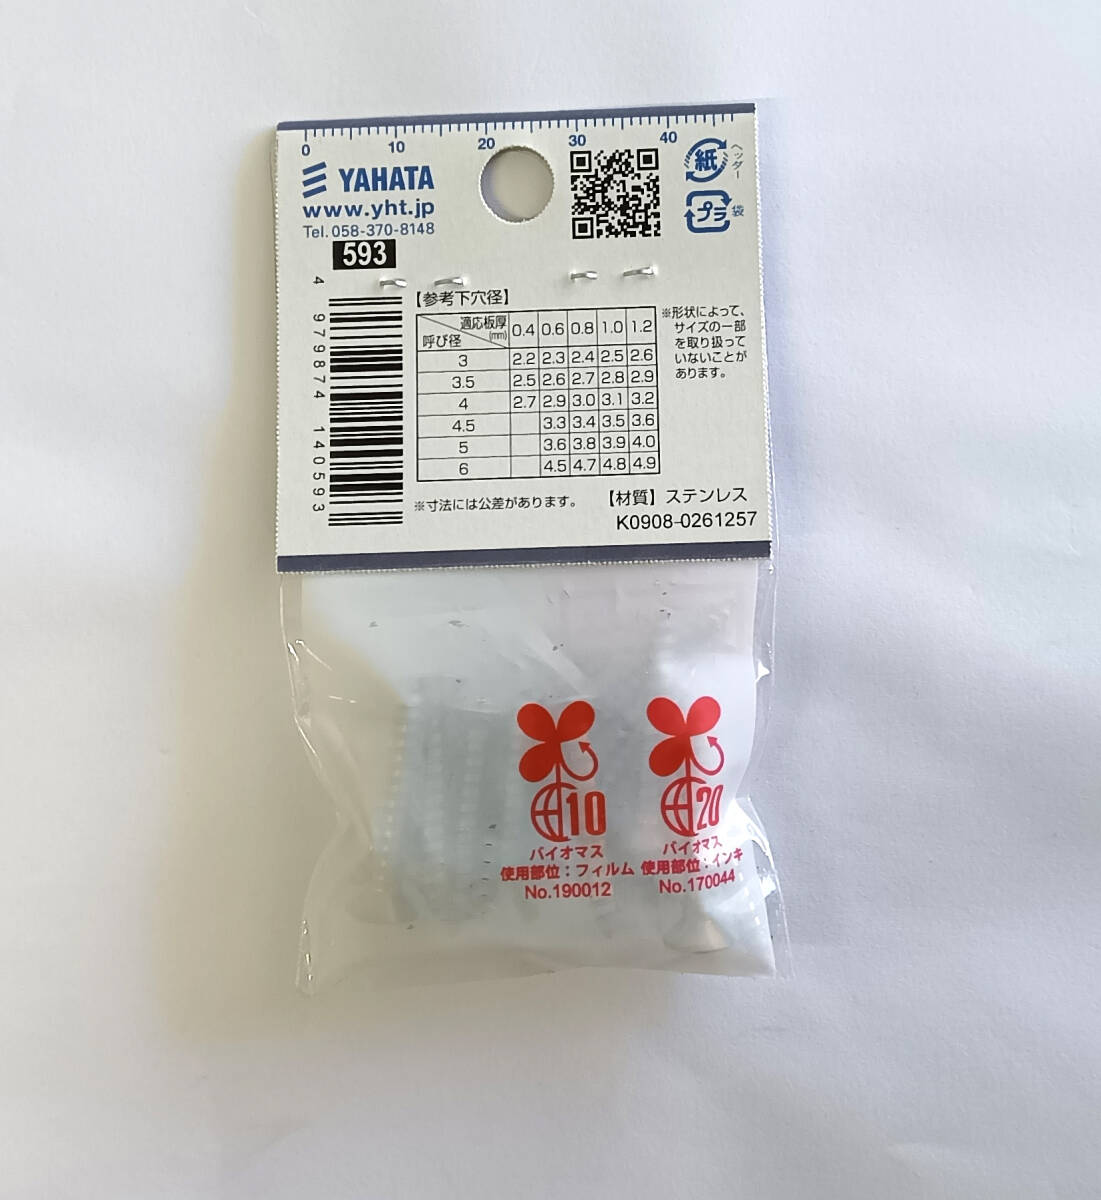 0 10 20 30 40
YAHATA
www.yht.jp
Tel. 058-370-8148
593
紙 ヘッダー
プラ 袋
4 979874 140593
【参考下穴径】
適応板厚(mm) 0.4 0.6 0.8 1.0 1.2
呼び径
3 2.2 2.3 2.4 2.5 2.6
3.5 2.5 2.6 2.7 2.8 2.9
4 2.7 2.9 3.0 3.1 3.2
4.5 3.3 3.4 3.5 3.6
5 3.6 3.8 3.9 4.0
6 4.5 4.7 4.8 4.9
※形状によって、
サイズの一部
を取り扱って
いないことが
あります。
※寸法には公差があります。
【材質】ステンレス
K0908-0261257
10
バイオマス
使用部位：フィルム
No.190012
20
バイオマス
使用部位：インキ
No.170044